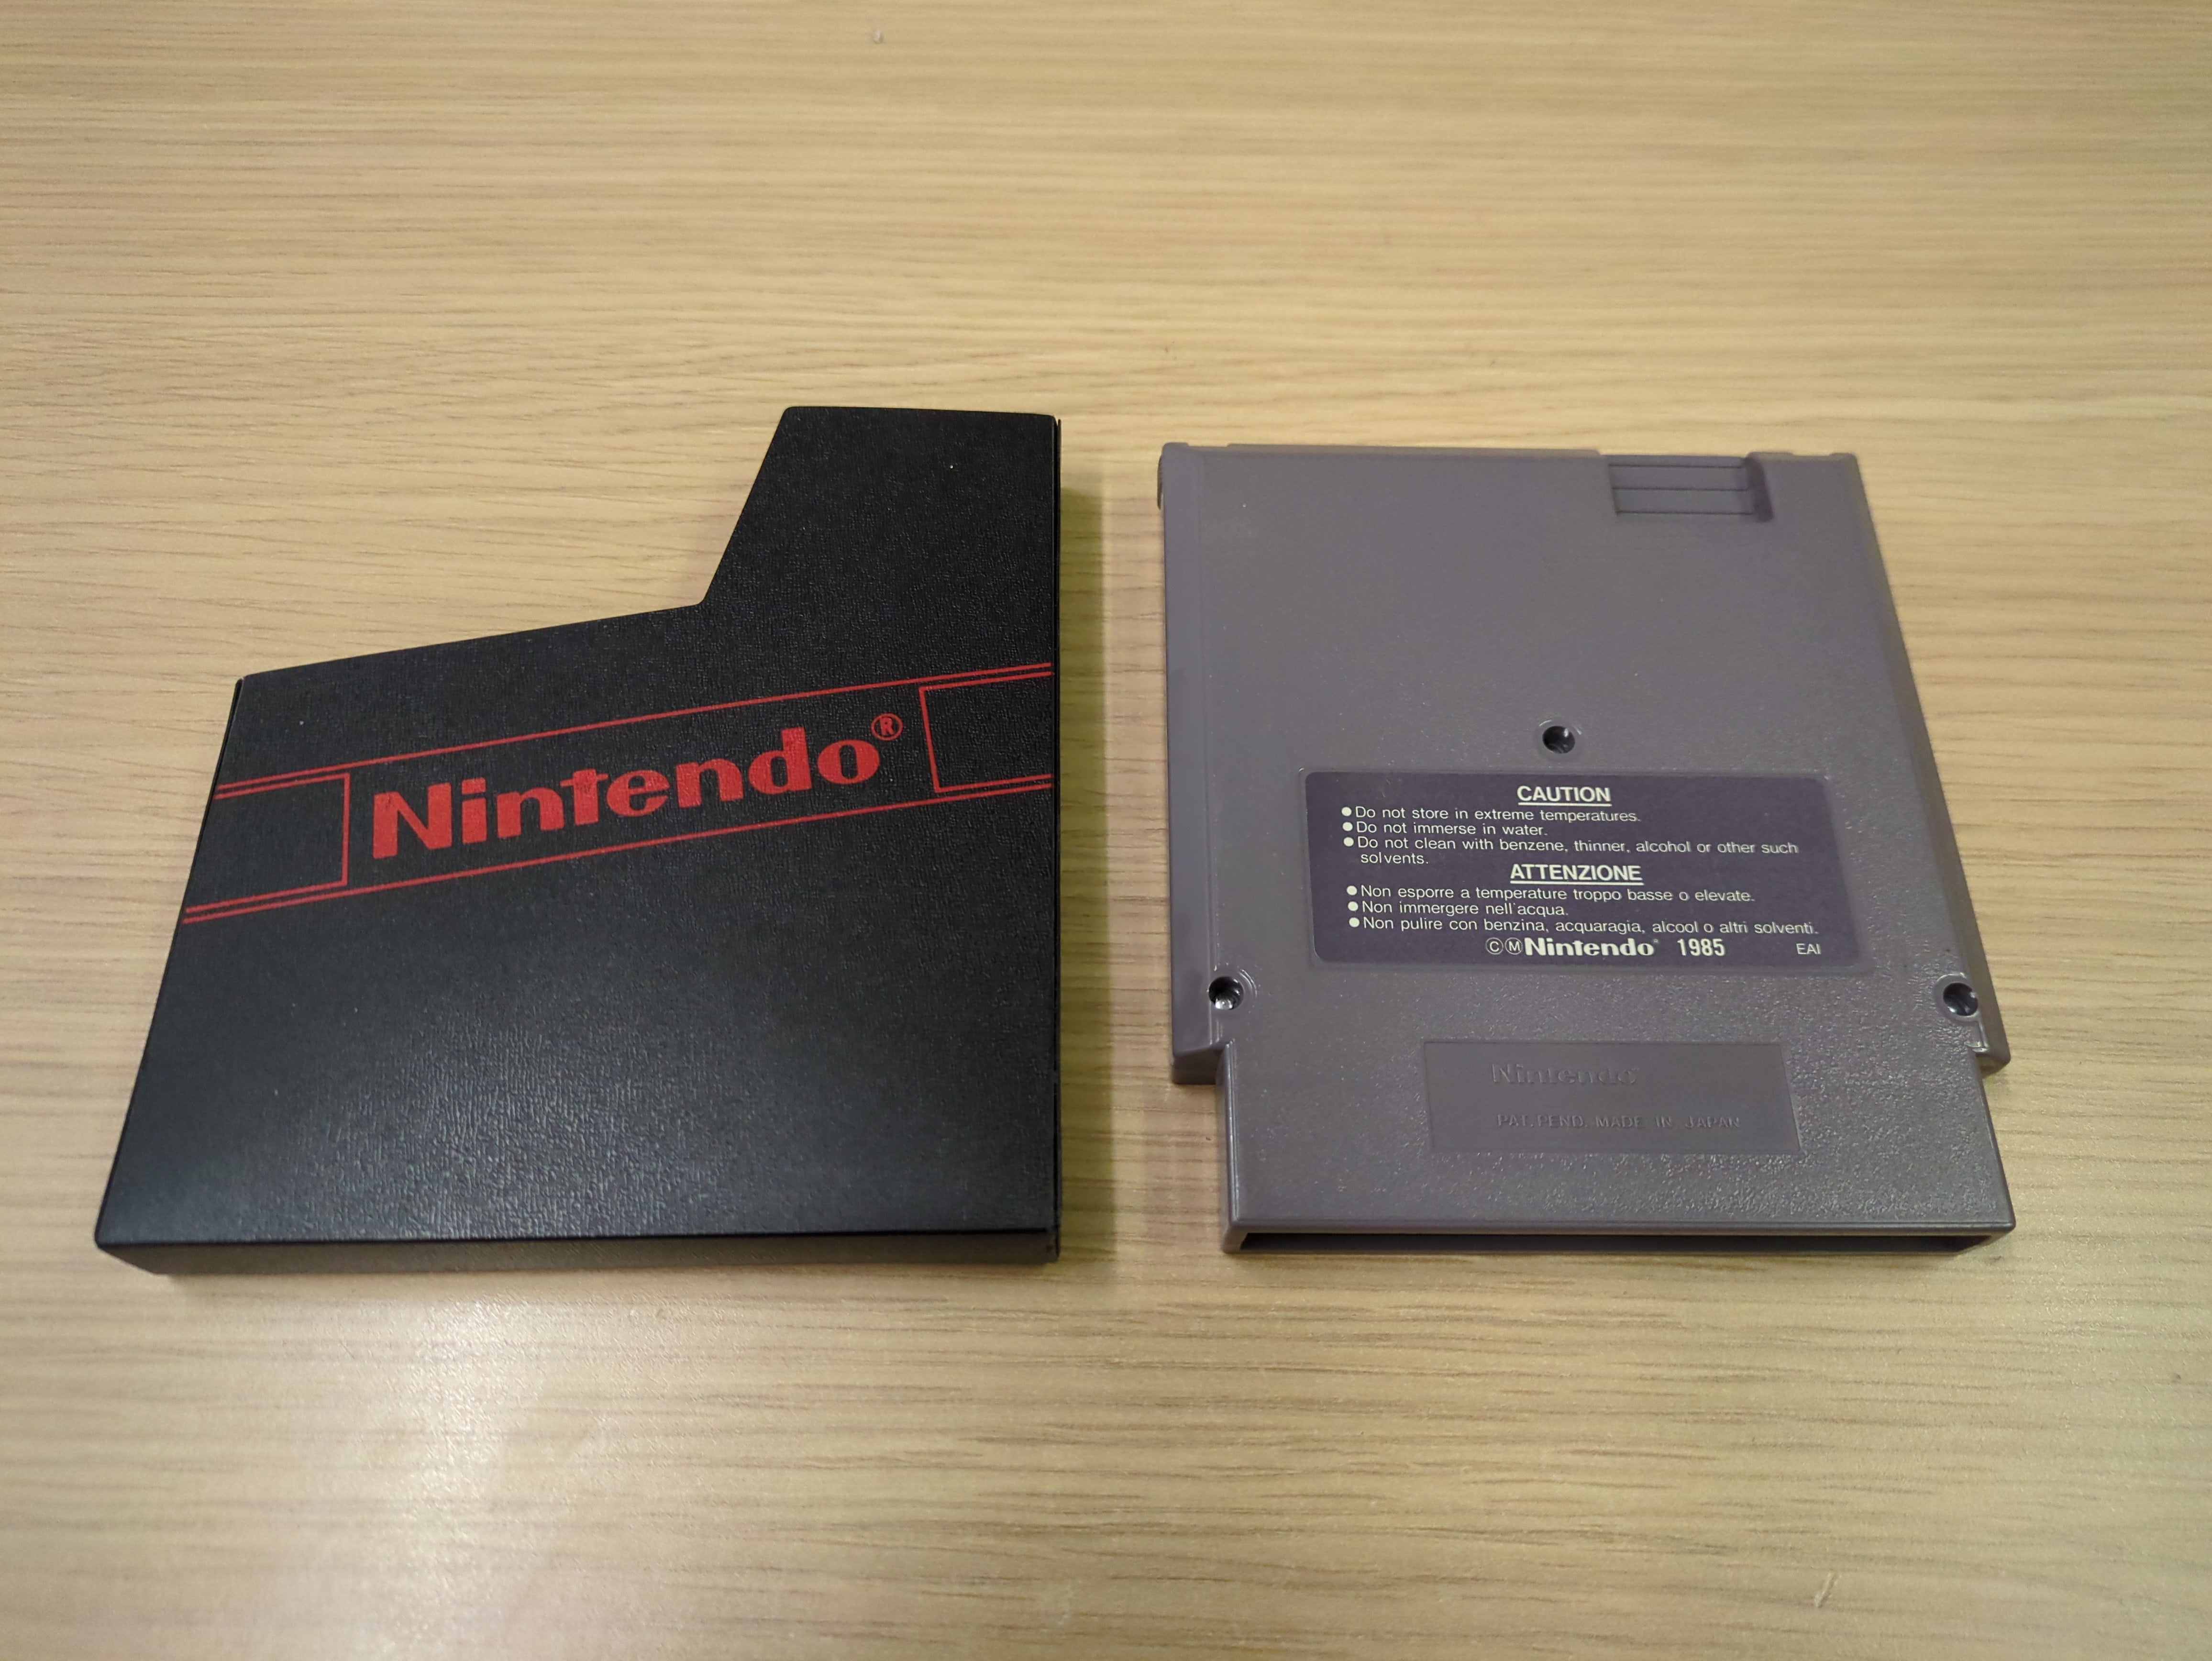 Nintendo®
CAUTION
●Do not store in extreme temperatures.
●Do not immerse in water.
●Do not clean with benzene, thinner, alcohol or other such
solvents.
ATTENZIONE
●Non esporre a temperature troppo basse o elevate.
●Non immergere nell'acqua.
●Non pulire con benzina, acquaragia, alcool o altri solventi.
ⒸⓂNintendo® 1985 EAI
Nintendo
PAT. PEND. MADE IN JAPAN